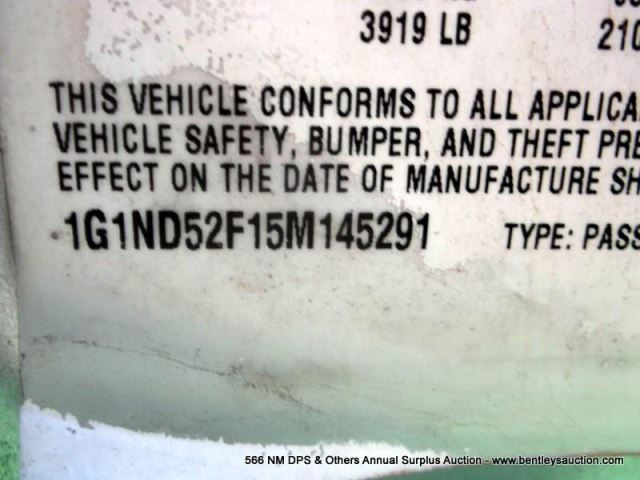 3919 LB 210
THIS VEHICLE CONFORMS TO ALL APPLICA
VEHICLE SAFETY, BUMPER, AND THEFT PRE
EFFECT ON THE DATE OF MANUFACTURE SH
1G1ND52F15M145291 TYPE: PASS
566 NM DPS & Others Annual Surplus Auction - www.bentleysauction.com